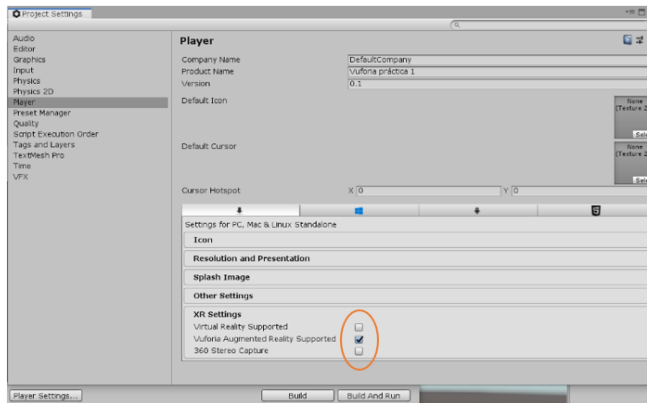 Project Settings
Audio
Editor
Graphics
Input
Physics
Physics 2D
Player
Preset Manager
Quality
Script Execution Order
Tags and Layers
TextMesh Pro
Time
VFX
Player
Company Name DefaultCompany
Product Name Vuforia práctica 1
Version 0.1
Default Icon
None
(Texture 2
Sele
Default Cursor
None
(Texture 2
Sele
Cursor Hotspot X 0 Y 0
Settings for PC, Mac & Linux Standalone
Icon
Resolution and Presentation
Splash Image
Other Settings
XR Settings
Virtual Reality Supported
Vuforia Augmented Reality Supported
360 Stereo Capture
Player Settings... Build Build And Run